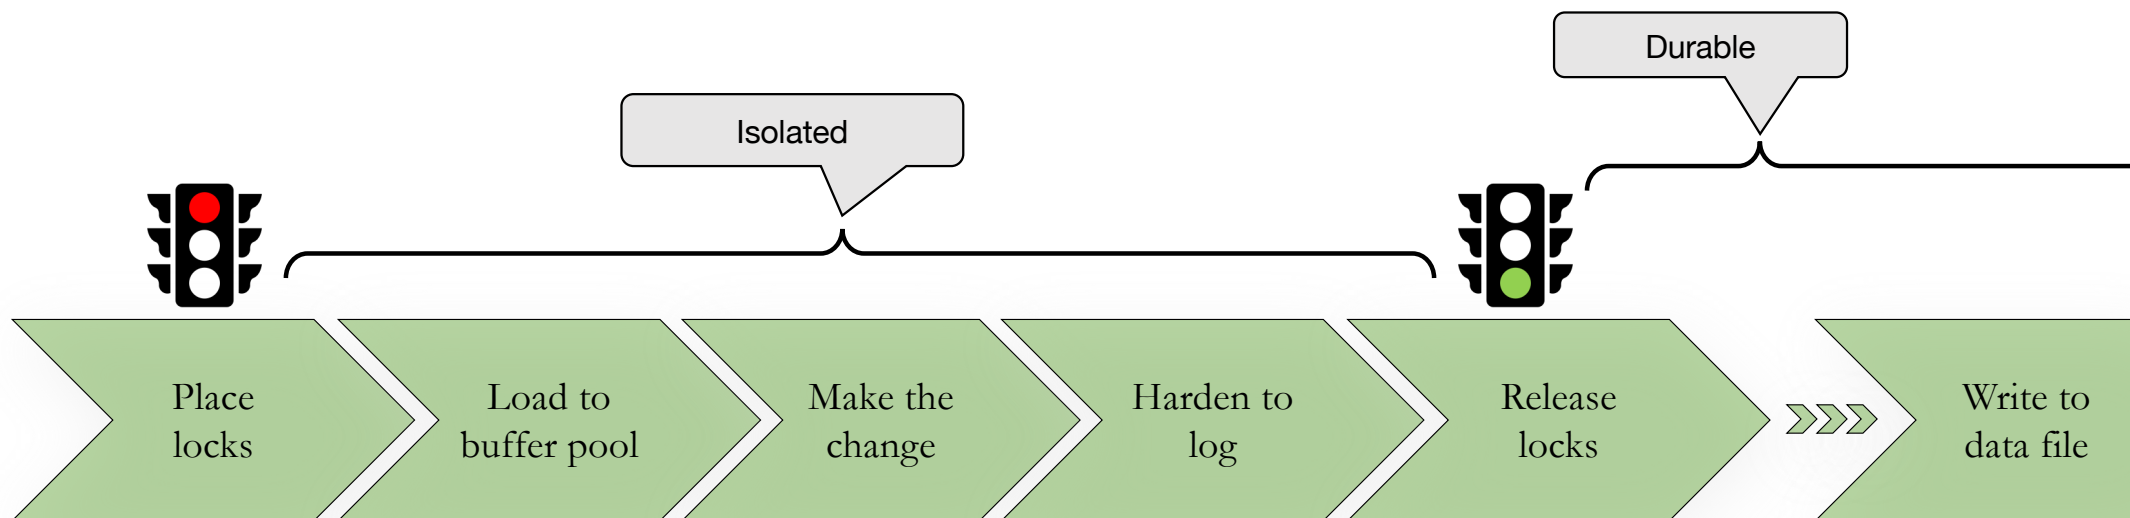 Durable
Isolated
Place
locks
Load to
buffer pool
Make the
change
Harden to
log
Release
locks
Write to
data file